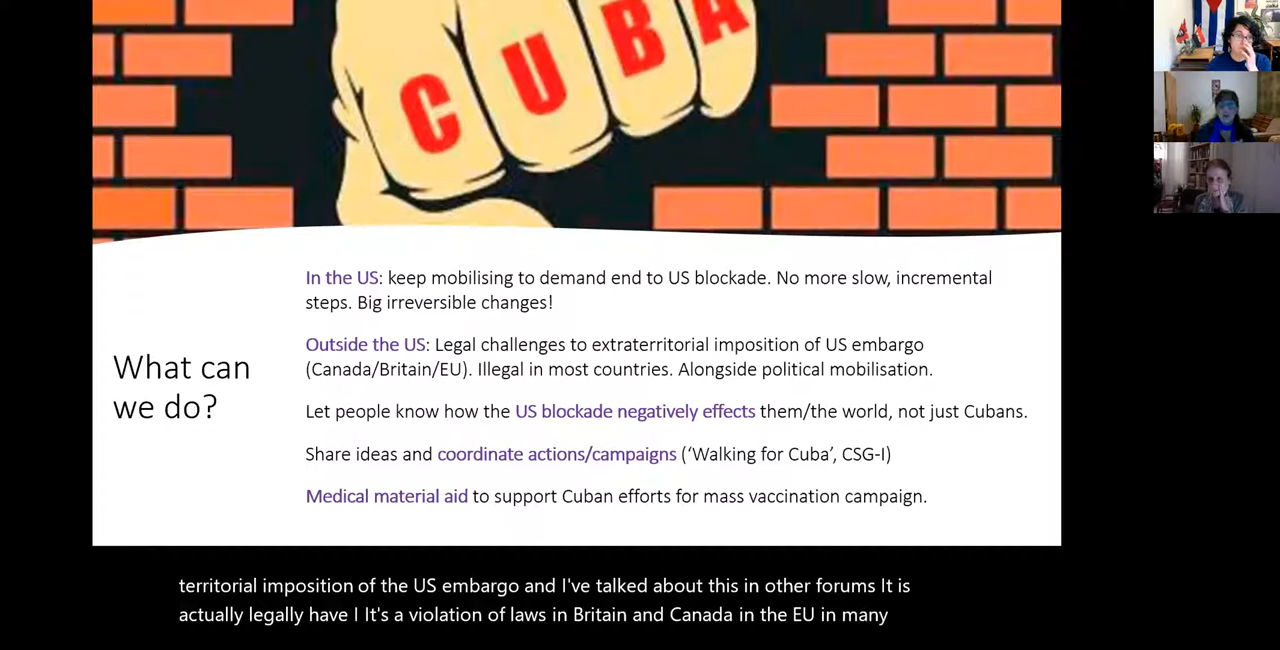 CUBA
In the US: keep mobilising to demand end to US blockade. No more slow, incremental
steps. Big irreversible changes!
Outside the US: Legal challenges to extraterritorial imposition of US embargo
(Canada/Britain/EU). Illegal in most countries. Alongside political mobilisation.
What can
we do?
Let people know how the US blockade negatively effects them/the world, not just Cubans.
Share ideas and coordinate actions/campaigns (‘Walking for Cuba’, CSG-I)
Medical material aid to support Cuban efforts for mass vaccination campaign.
territorial imposition of the US embargo and I've talked about this in other forums It is
actually legally have I It's a violation of laws in Britain and Canada in the EU in many